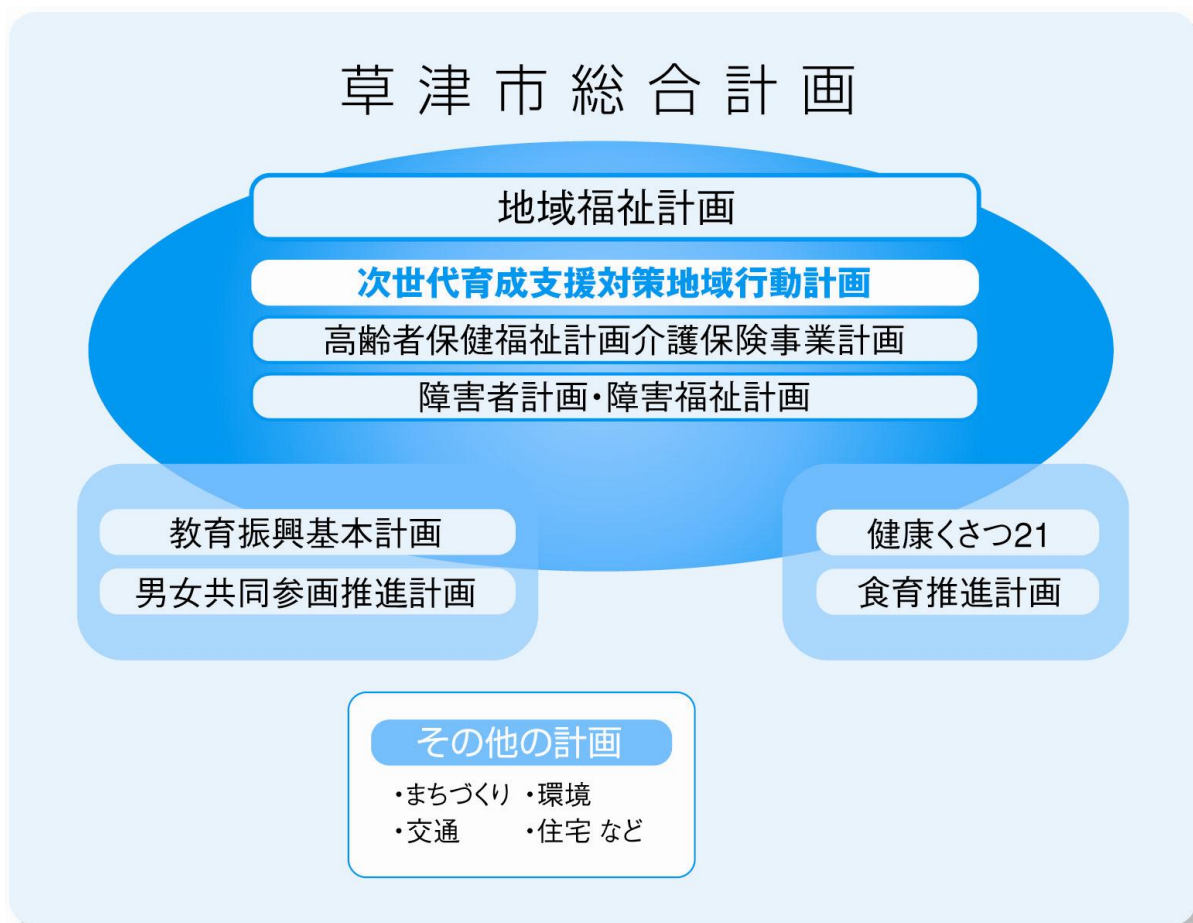 草津市総合計画
地域福祉計画
次世代育成支援対策地域行動計画
高齢者保健福祉計画介護保険事業計画
障害者計画・障害福祉計画
教育振興基本計画
男女共同参画推進計画
健康くさつ21
食育推進計画
その他の計画
・まちづくり ・環境
・交通 ・住宅 など